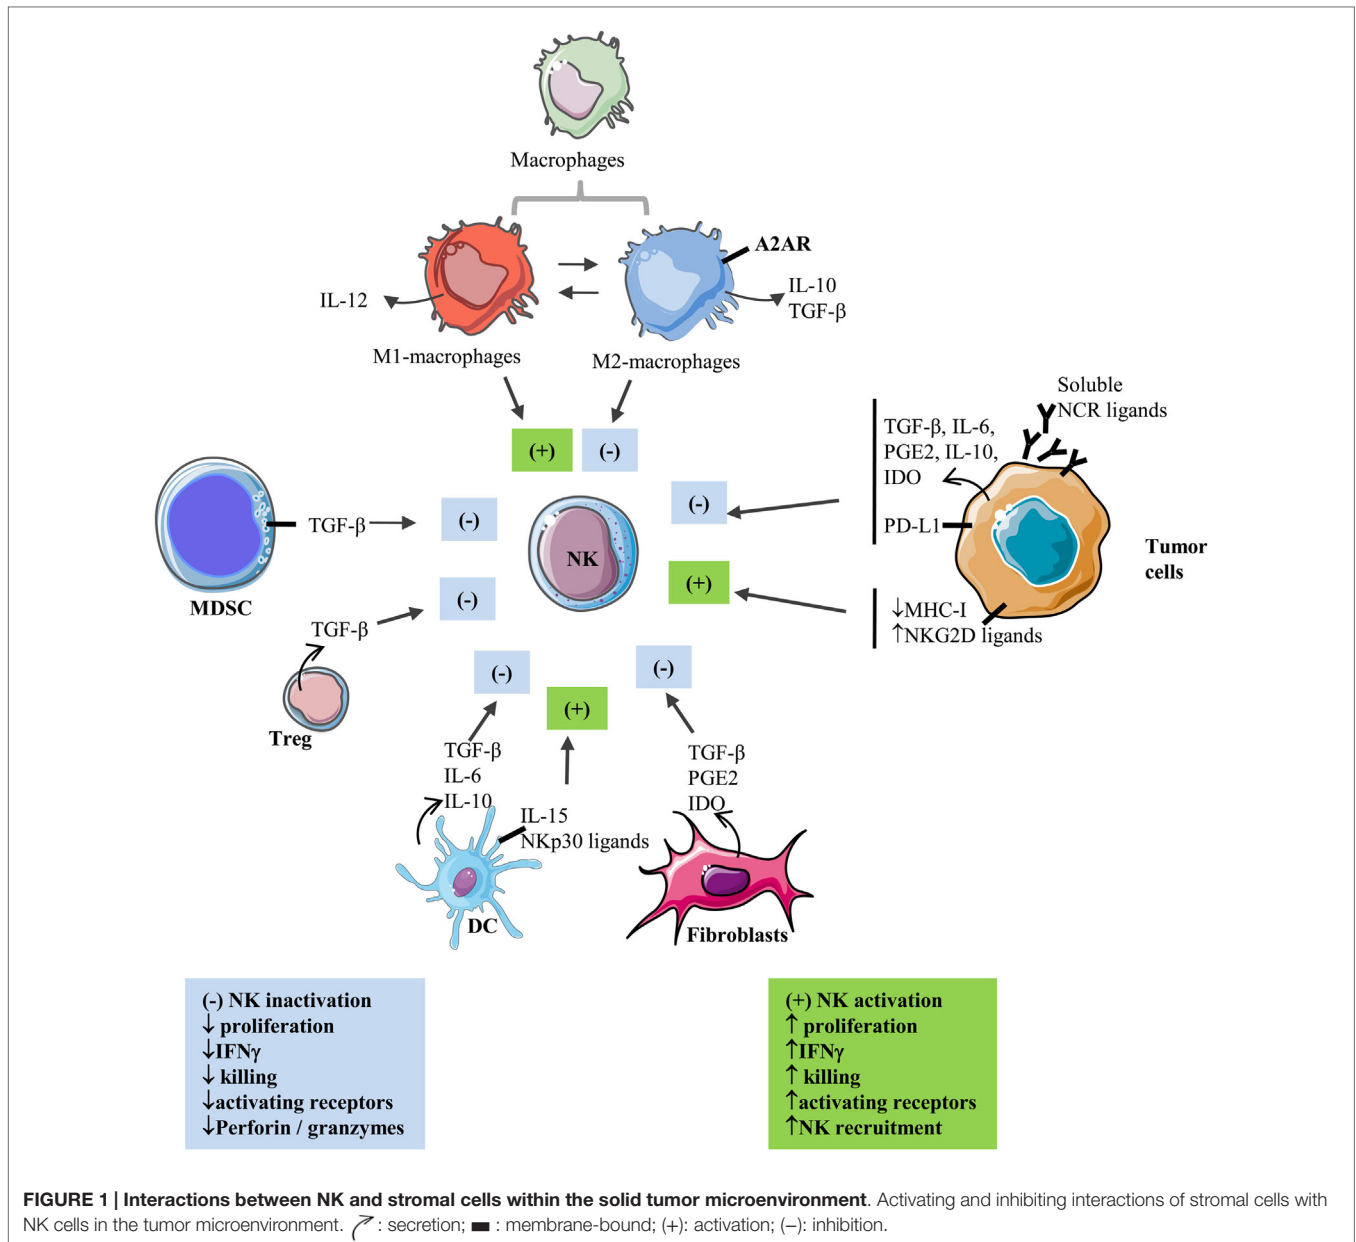 Macrophages
A2AR
IL-12
IL-10
TGF-β
M1-macrophages
M2-macrophages
(+)
(-)
Soluble
NCR ligands
TGF-β, IL-6,
PGE2, IL-10,
IDO
PD-L1
(-)
Tumor
cells
(+)
↓MHC-I
↑NKG2D ligands
TGF-β
(-)
MDSC
NK
TGF-β
(-)
Treg
(-)
(+)
(-)
TGF-β
IL-6
IL-10
IL-15
NKp30 ligands
DC
TGF-β
PGE2
IDO
Fibroblasts
(-) NK inactivation
↓ proliferation
↓IFNγ
↓ killing
↓activating receptors
↓Perforin / granzymes
(+) NK activation
↑ proliferation
↑IFNγ
↑ killing
↑activating receptors
↑NK recruitment
FIGURE 1 | Interactions between NK and stromal cells within the solid tumor microenvironment. Activating and inhibiting interactions of stromal cells with
NK cells in the tumor microenvironment. : secretion; : membrane-bound; (+): activation; (−): inhibition.